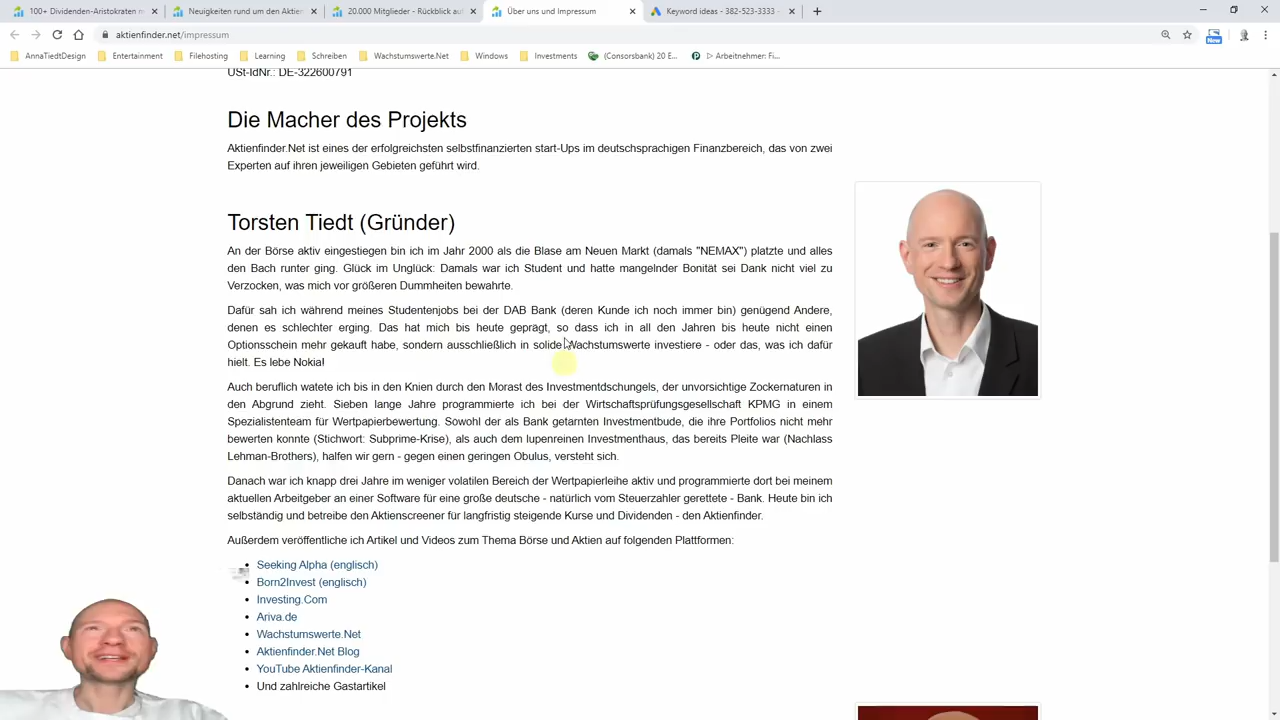 100+ Dividenden-Aristokraten m
Neuigkeiten rund um den Aktien
20.000 Mitglieder - Rückblick auf
Über uns und Impressum
Keyword ideas - 382-523-3333 -
aktienfinder.net/impressum
New
AnnaTiedtDesign
Entertainment
Filehosting
Learning
Schreiben
Wachstumswerte.Net
Windows
Investments
(Consorsbank) 20 E...
▷ Arbeitnehmer: Fi...
USt-IdNr.: DE-322600791
Die Macher des Projekts
Aktienfinder.Net ist eines der erfolgreichsten selbstfinanzierten start-Ups im deutschsprachigen Finanzbereich, das von zwei
Experten auf ihren jeweiligen Gebieten geführt wird.
Torsten Tiedt (Gründer)
An der Börse aktiv eingestiegen bin ich im Jahr 2000 als die Blase am Neuen Markt (damals "NEMAX") platzte und alles
den Bach runter ging. Glück im Unglück: Damals war ich Student und hatte mangelnder Bonität sei Dank nicht viel zu
Verzocken, was mich vor größeren Dummheiten bewahrte.
Dafür sah ich während meines Studentenjobs bei der DAB Bank (deren Kunde ich noch immer bin) genügend Andere,
denen es schlechter erging. Das hat mich bis heute geprägt, so dass ich in all den Jahren bis heute nicht einen
Optionsschein mehr gekauft habe, sondern ausschließlich in solide Wachstumswerte investiere - oder das, was ich dafür
hielt. Es lebe Nokia!
Auch beruflich watete ich bis in den Knien durch den Morast des Investmentdschungels, der unvorsichtige Zockernaturen in
den Abgrund zieht. Sieben lange Jahre programmierte ich bei der Wirtschaftsprüfungsgesellschaft KPMG in einem
Spezialistenteam für Wertpapierbewertung. Sowohl der als Bank getarnten Investmentbude, die ihre Portfolios nicht mehr
bewerten konnte (Stichwort: Subprime-Krise), als auch dem lupenreinen Investmenthaus, das bereits Pleite war (Nachlass
Lehman-Brothers), halfen wir gern - gegen einen geringen Obulus, versteht sich.
Danach war ich knapp drei Jahre im weniger volatilen Bereich der Wertpapierleihe aktiv und programmierte dort bei meinem
aktuellen Arbeitgeber an einer Software für eine große deutsche - natürlich vom Steuerzahler gerettete - Bank. Heute bin ich
selbständig und betreibe den Aktienscreener für langfristig steigende Kurse und Dividenden - den Aktienfinder.
Außerdem veröffentliche ich Artikel und Videos zum Thema Börse und Aktien auf folgenden Plattformen:
Seeking Alpha (englisch)
Born2Invest (englisch)
Investing.Com
Ariva.de
Wachstumswerte.Net
Aktienfinder.Net Blog
YouTube Aktienfinder-Kanal
Und zahlreiche Gastartikel